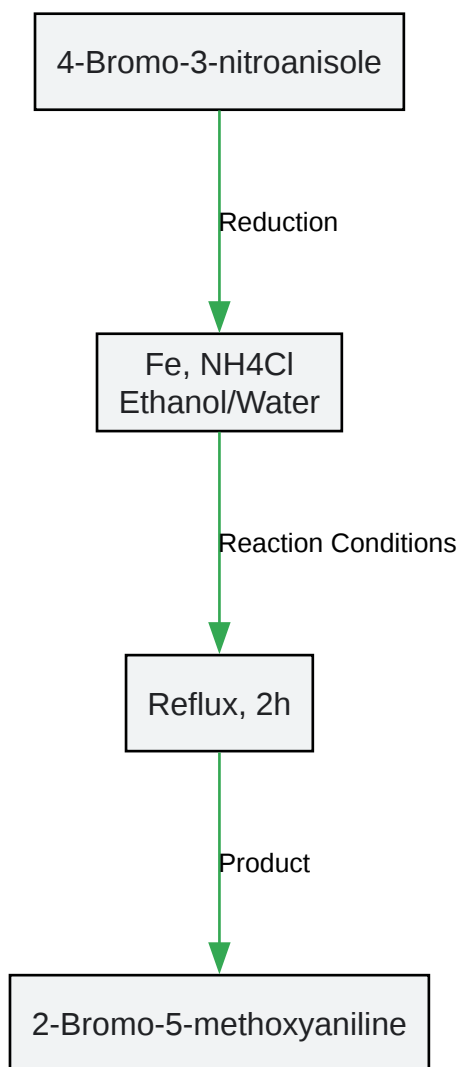 4-Bromo-3-nitroanisole
Reduction
Fe, NH4Cl
Ethanol/Water
Reaction Conditions
Reflux, 2h
Product
2-Bromo-5-methoxyaniline